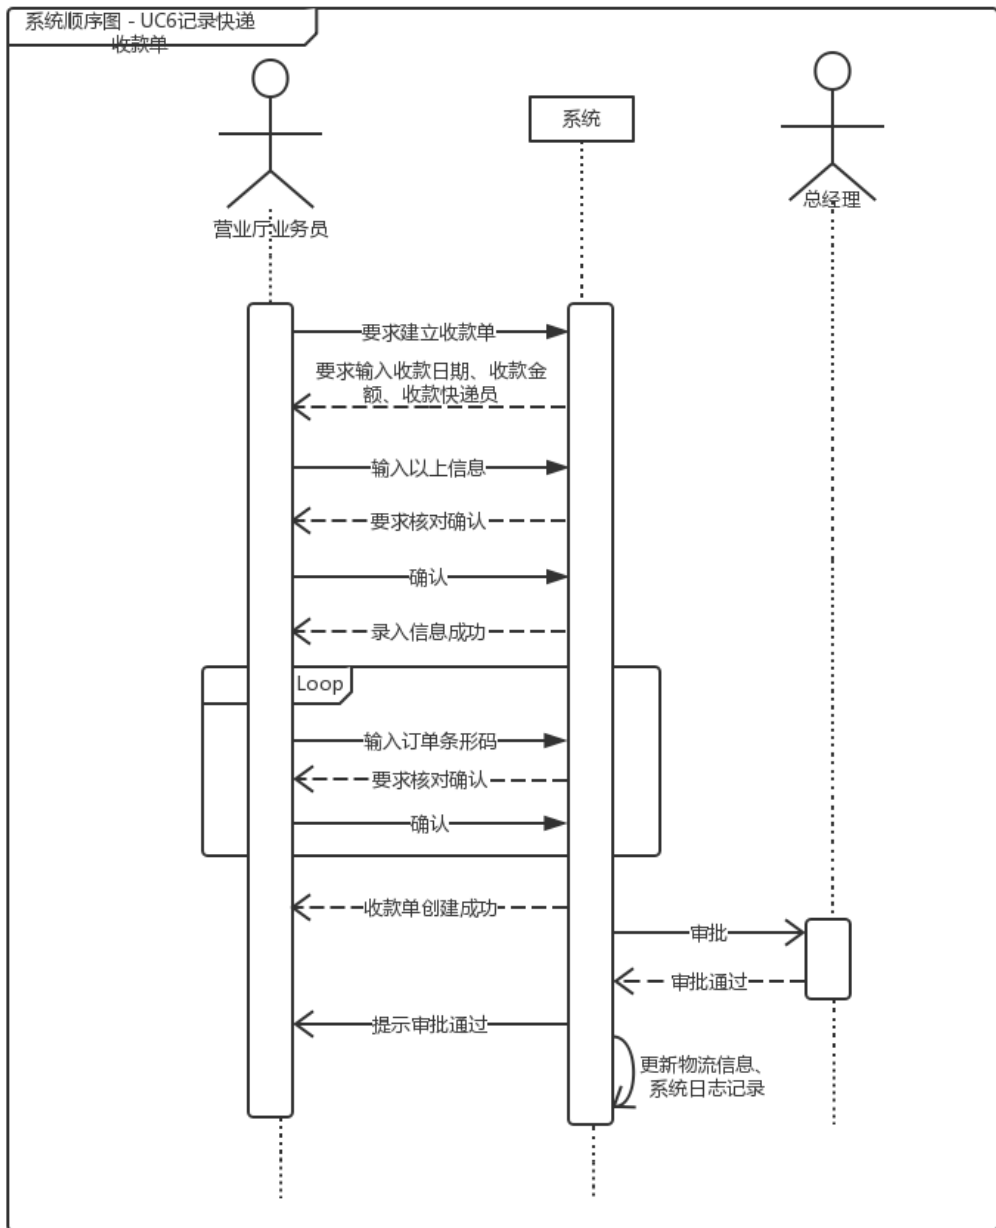 系统顺序图 - UC6记录快递
收款单
系统
总经理
营业厅业务员
要求建立收款单
要求输入收款日期、收款金
额、收款快递员
输入以上信息
要求核对确认
确认
录入信息成功
Loop
输入订单条形码
要求核对确认
确认
收款单创建成功
审批
审批通过
提示审批通过
更新物流信息、
系统日志记录